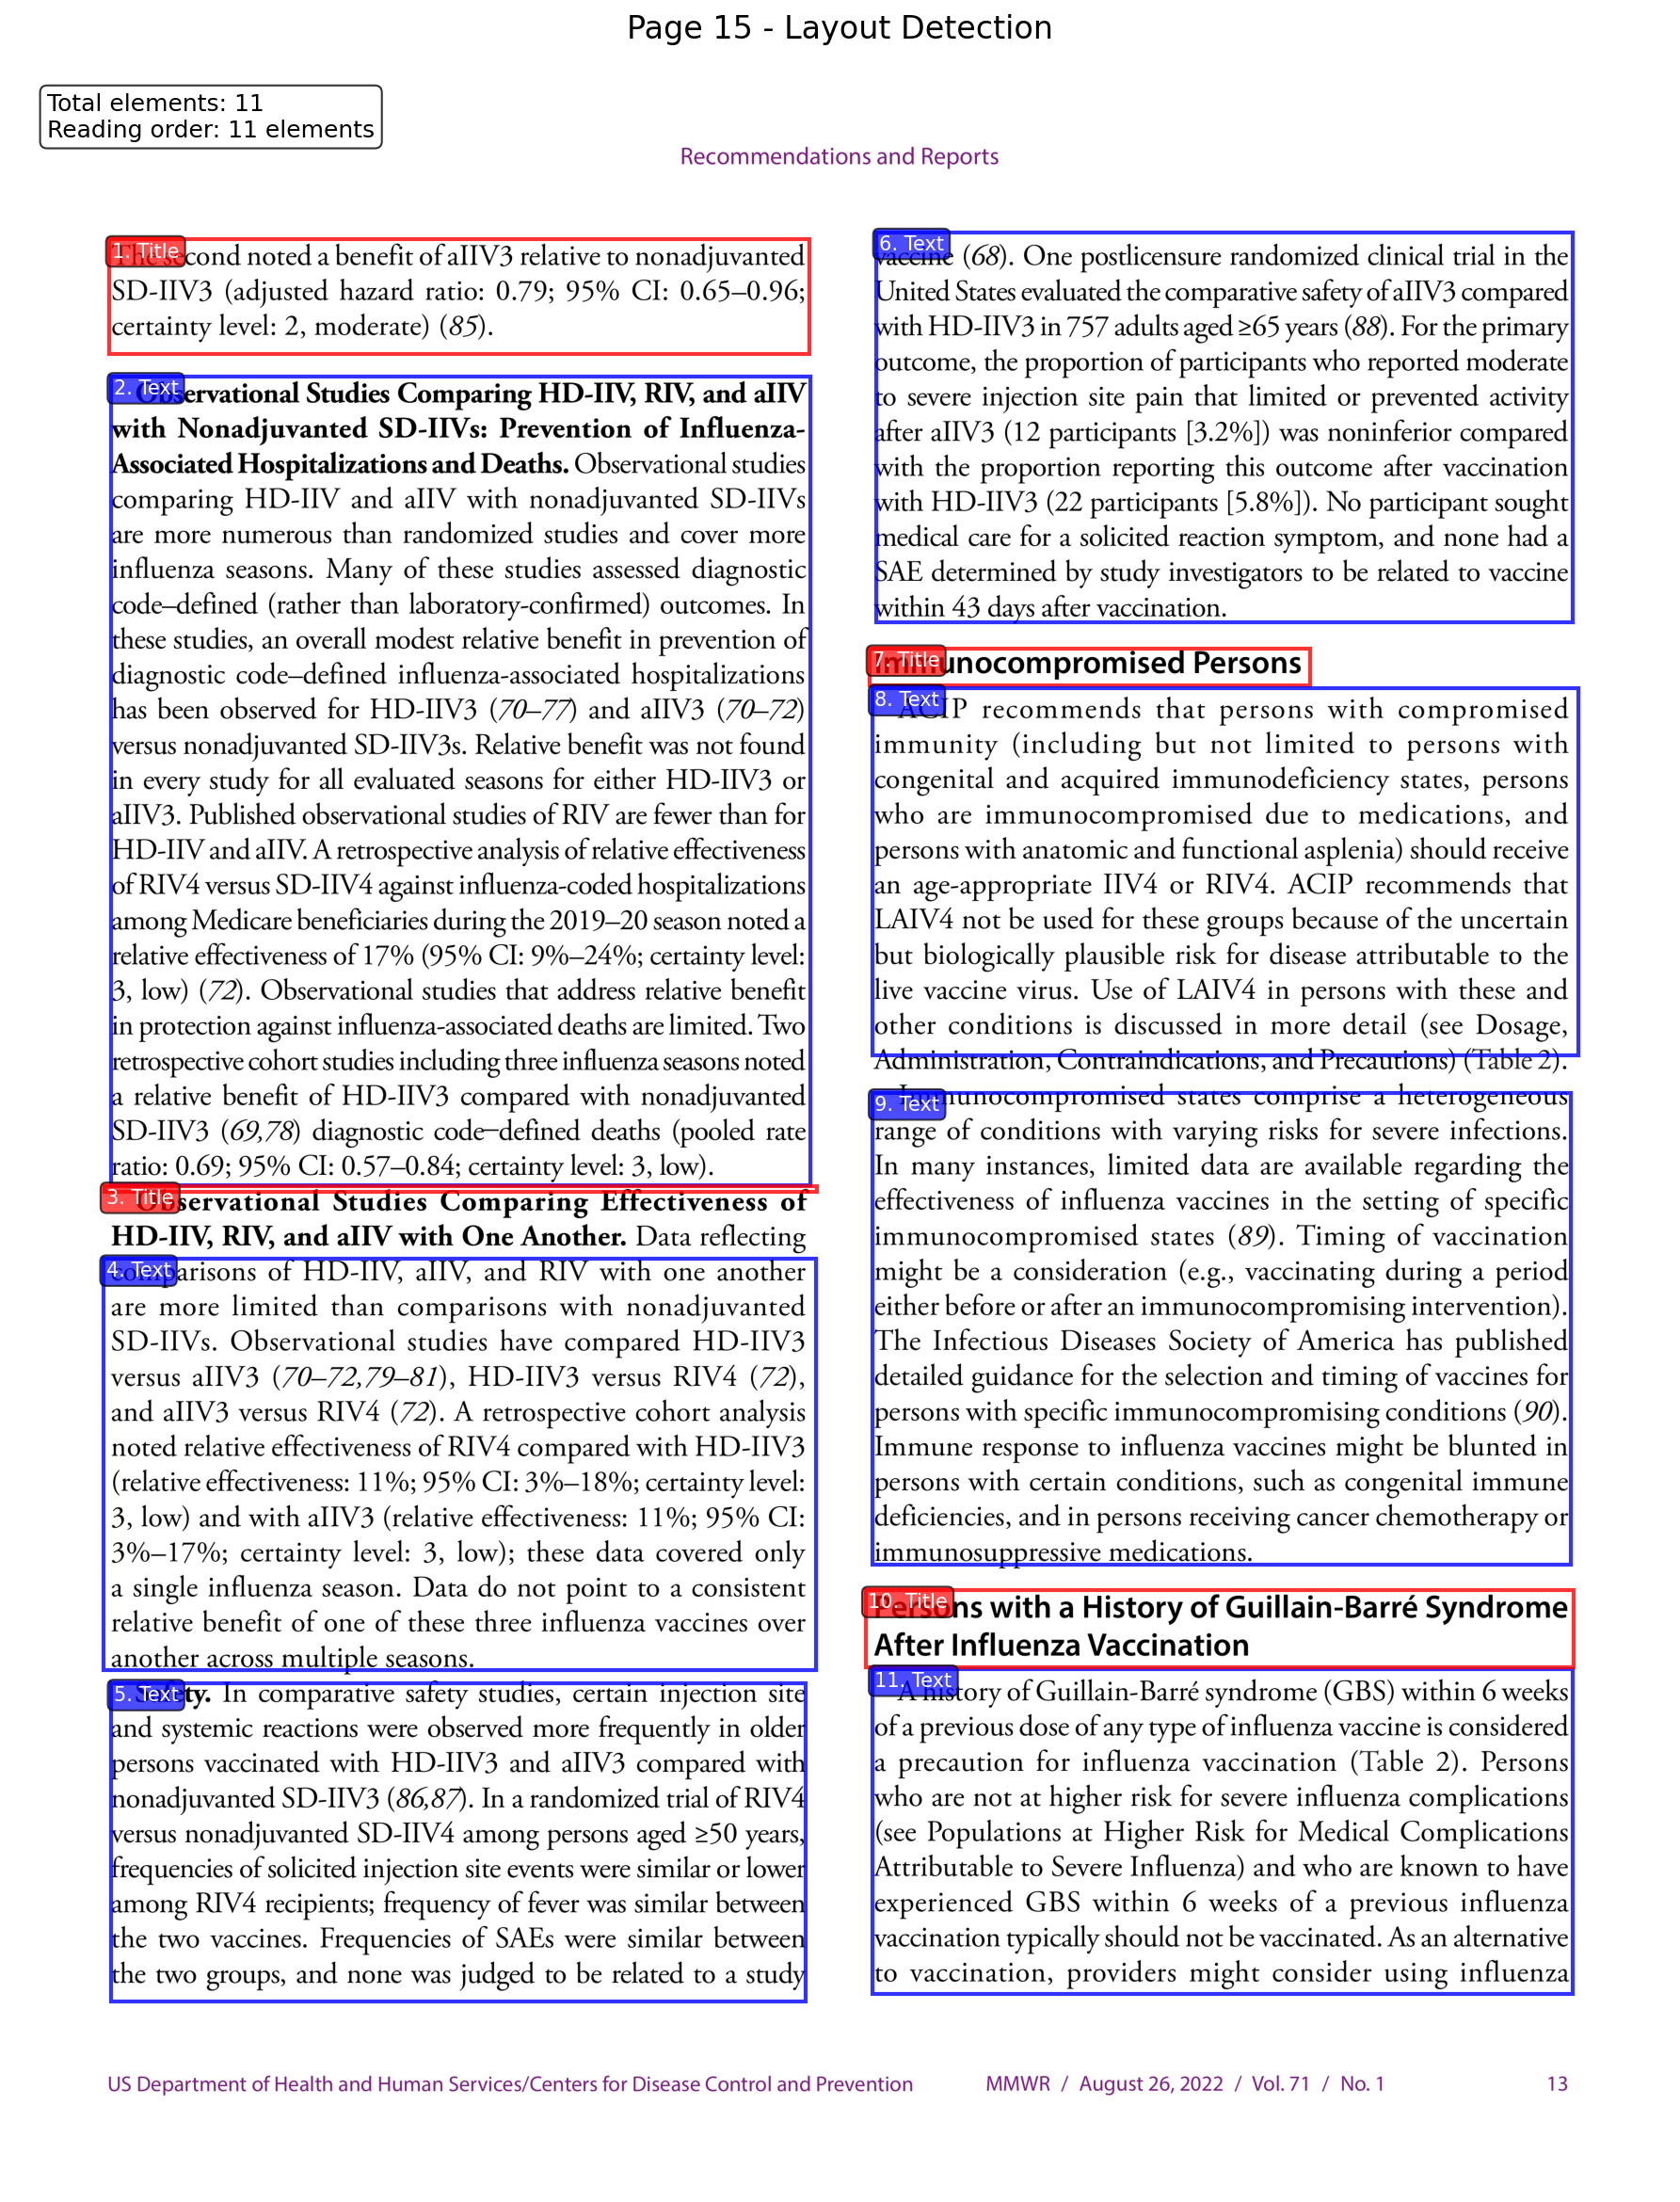 Page 15 - Layout Detection
Total elements: 11
Reading order: 11 elements
Recommendations and Reports
1. Title
The second noted a benefit of aIIV3 relative to nonadjuvanted
SD-IIV3 (adjusted hazard ratio: 0.79; 95% CI: 0.65–0.96;
certainty level: 2, moderate) (85).
2. Text
Observational Studies Comparing HD-IIV, RIV, and aIIV
with Nonadjuvanted SD-IIVs: Prevention of Influenza-
Associated Hospitalizations and Deaths. Observational studies
comparing HD-IIV and aIIV with nonadjuvanted SD-IIVs
are more numerous than randomized studies and cover more
influenza seasons. Many of these studies assessed diagnostic
code–defined (rather than laboratory-confirmed) outcomes. In
these studies, an overall modest relative benefit in prevention of
diagnostic code–defined influenza-associated hospitalizations
has been observed for HD-IIV3 (70–77) and aIIV3 (70–72)
versus nonadjuvanted SD-IIV3s. Relative benefit was not found
in every study for all evaluated seasons for either HD-IIV3 or
aIIV3. Published observational studies of RIV are fewer than for
HD-IIV and aIIV. A retrospective analysis of relative effectiveness
of RIV4 versus SD-IIV4 against influenza-coded hospitalizations
among Medicare beneficiaries during the 2019–20 season noted a
relative effectiveness of 17% (95% CI: 9%–24%; certainty level:
3, low) (72). Observational studies that address relative benefit
in protection against influenza-associated deaths are limited. Two
retrospective cohort studies including three influenza seasons noted
a relative benefit of HD-IIV3 compared with nonadjuvanted
SD-IIV3 (69,78) diagnostic code–defined deaths (pooled rate
ratio: 0.69; 95% CI: 0.57–0.84; certainty level: 3, low).
3. Title
Observational Studies Comparing Effectiveness of
HD-IIV, RIV, and aIIV with One Another. Data reflecting
4. Text
comparisons of HD-IIV, aIIV, and RIV with one another
are more limited than comparisons with nonadjuvanted
SD-IIVs. Observational studies have compared HD-IIV3
versus aIIV3 (70–72,79–81), HD-IIV3 versus RIV4 (72),
and aIIV3 versus RIV4 (72). A retrospective cohort analysis
noted relative effectiveness of RIV4 compared with HD-IIV3
(relative effectiveness: 11%; 95% CI: 3%–18%; certainty level:
3, low) and with aIIV3 (relative effectiveness: 11%; 95% CI:
3%–17%; certainty level: 3, low); these data covered only
a single influenza season. Data do not point to a consistent
relative benefit of one of these three influenza vaccines over
another across multiple seasons.
5. Text
Safety. In comparative safety studies, certain injection site
and systemic reactions were observed more frequently in older
persons vaccinated with HD-IIV3 and aIIV3 compared with
nonadjuvanted SD-IIV3 (86,87). In a randomized trial of RIV4
versus nonadjuvanted SD-IIV4 among persons aged ≥50 years,
frequencies of solicited injection site events were similar or lower
among RIV4 recipients; frequency of fever was similar between
the two vaccines. Frequencies of SAEs were similar between
the two groups, and none was judged to be related to a study
6. Text
vaccine (68). One postlicensure randomized clinical trial in the
United States evaluated the comparative safety of aIIV3 compared
with HD-IIV3 in 757 adults aged ≥65 years (88). For the primary
outcome, the proportion of participants who reported moderate
to severe injection site pain that limited or prevented activity
after aIIV3 (12 participants [3.2%]) was noninferior compared
with the proportion reporting this outcome after vaccination
with HD-IIV3 (22 participants [5.8%]). No participant sought
medical care for a solicited reaction symptom, and none had a
SAE determined by study investigators to be related to vaccine
within 43 days after vaccination.
7. Title
Immunocompromised Persons
8. Text
ACIP recommends that persons with compromised
immunity (including but not limited to persons with
congenital and acquired immunodeficiency states, persons
who are immunocompromised due to medications, and
persons with anatomic and functional asplenia) should receive
an age-appropriate IIV4 or RIV4. ACIP recommends that
LAIV4 not be used for these groups because of the uncertain
but biologically plausible risk for disease attributable to the
live vaccine virus. Use of LAIV4 in persons with these and
other conditions is discussed in more detail (see Dosage,
Administration, Contraindications, and Precautions) (Table 2).
9. Text
Immunocompromised states comprise a heterogeneous
range of conditions with varying risks for severe infections.
In many instances, limited data are available regarding the
effectiveness of influenza vaccines in the setting of specific
immunocompromised states (89). Timing of vaccination
might be a consideration (e.g., vaccinating during a period
either before or after an immunocompromising intervention).
The Infectious Diseases Society of America has published
detailed guidance for the selection and timing of vaccines for
persons with specific immunocompromising conditions (90).
Immune response to influenza vaccines might be blunted in
persons with certain conditions, such as congenital immune
deficiencies, and in persons receiving cancer chemotherapy or
immunosuppressive medications.
10. Title
Persons with a History of Guillain-Barré Syndrome
After Influenza Vaccination
11. Text
A history of Guillain-Barré syndrome (GBS) within 6 weeks
of a previous dose of any type of influenza vaccine is considered
a precaution for influenza vaccination (Table 2). Persons
who are not at higher risk for severe influenza complications
(see Populations at Higher Risk for Medical Complications
Attributable to Severe Influenza) and who are known to have
experienced GBS within 6 weeks of a previous influenza
vaccination typically should not be vaccinated. As an alternative
to vaccination, providers might consider using influenza
US Department of Health and Human Services/Centers for Disease Control and Prevention MMWR / August 26, 2022 / Vol. 71 / No. 1 13